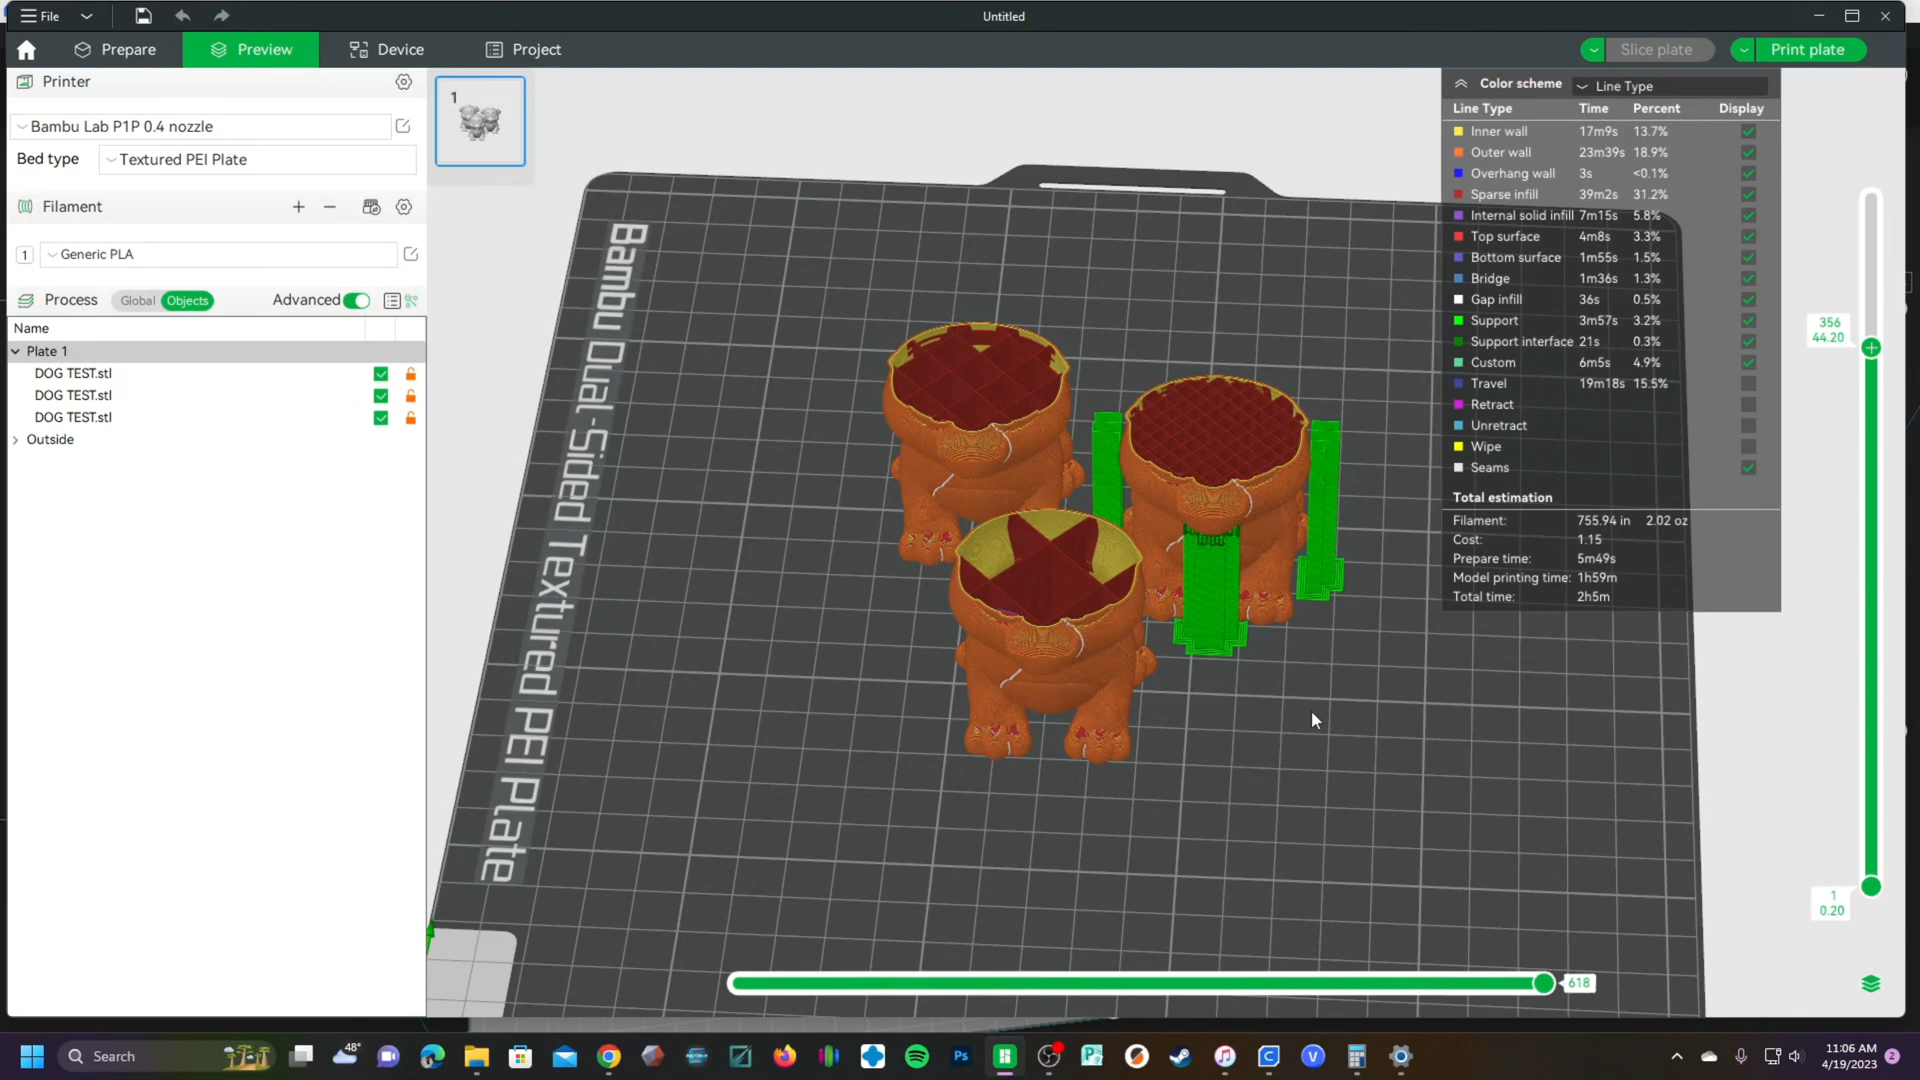 File
Untitled
Prepare
Preview
Device
Project
Slice plate
Print plate
Printer
Bambu Lab P1P 0.4 nozzle
Bed type
Textured PEI Plate
Filament
1
Generic PLA
Process
Global
Objects
Advanced
Name
Plate 1
DOG TEST.stl
DOG TEST.stl
DOG TEST.stl
Outside
1
Bambu Dual-Sided Textured PEI Plate
Color scheme
Line Type
Line Type Time Percent Display
Inner wall 17m9s 13.7%
Outer wall 23m39s 18.9%
Overhang wall 3s <0.1%
Sparse infill 39m2s 31.2%
Internal solid infill 7m15s 5.8%
Top surface 4m8s 3.3%
Bottom surface 1m55s 1.5%
Bridge 1m36s 1.3%
Gap infill 36s 0.5%
Support 3m57s 3.2%
Support interface 21s 0.3%
Custom 6m5s 4.9%
Travel 19m18s 15.5%
Retract
Unretract
Wipe
Seams
Total estimation
Filament: 755.94 in 2.02 oz
Cost: 1.15
Prepare time: 5m49s
Model printing time: 1h59m
Total time: 2h5m
356
44.20
1
0.20
618
Search
48°
Ps
11:06 AM
4/19/2023
2